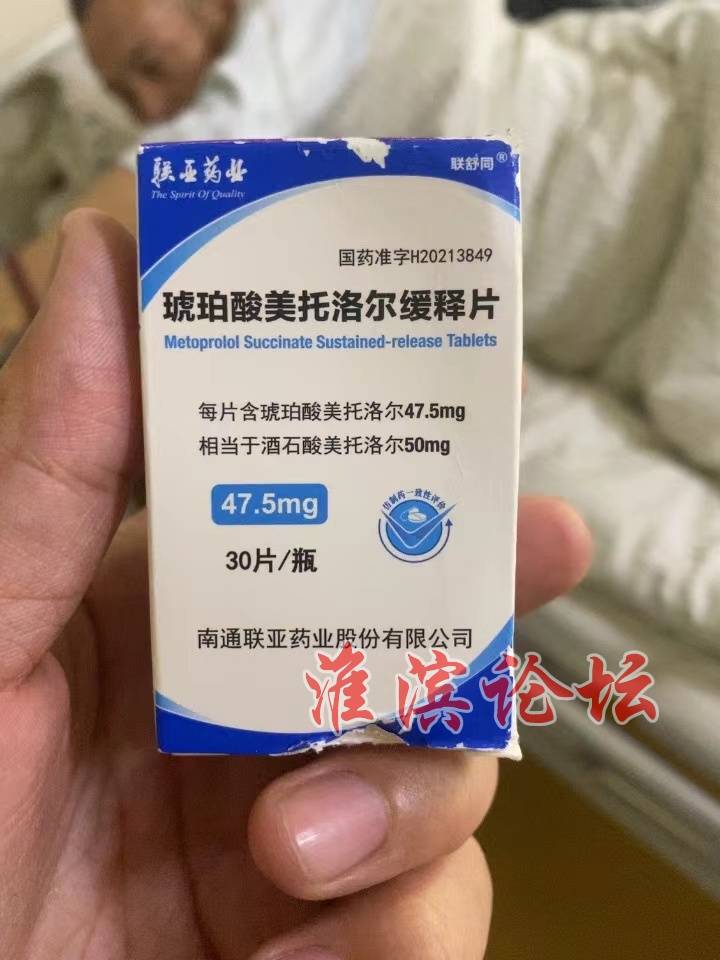 联亚药业
The Spirit Of Quality
联舒同®
国药准字H20213849
琥珀酸美托洛尔缓释片
Metoprolol Succinate Sustained-release Tablets
每片含琥珀酸美托洛尔47.5mg
相当于酒石酸美托洛尔50mg
47.5mg
仿制药一致性评价
30片/瓶
南通联亚药业股份有限公司
淮滨论坛